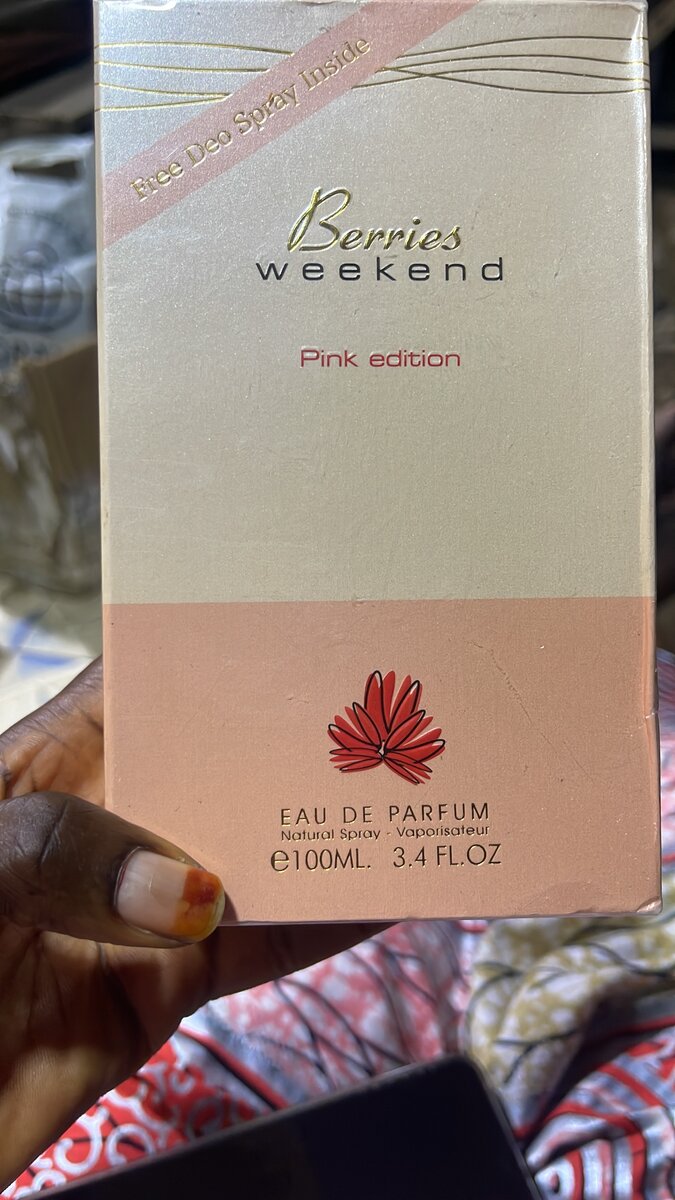 Free Deo Spray Inside
Berries
weekend
Pink edition
EAU DE PARFUM
Natural Spray - Vaporisateur
℮100ML. 3.4 FL.OZ